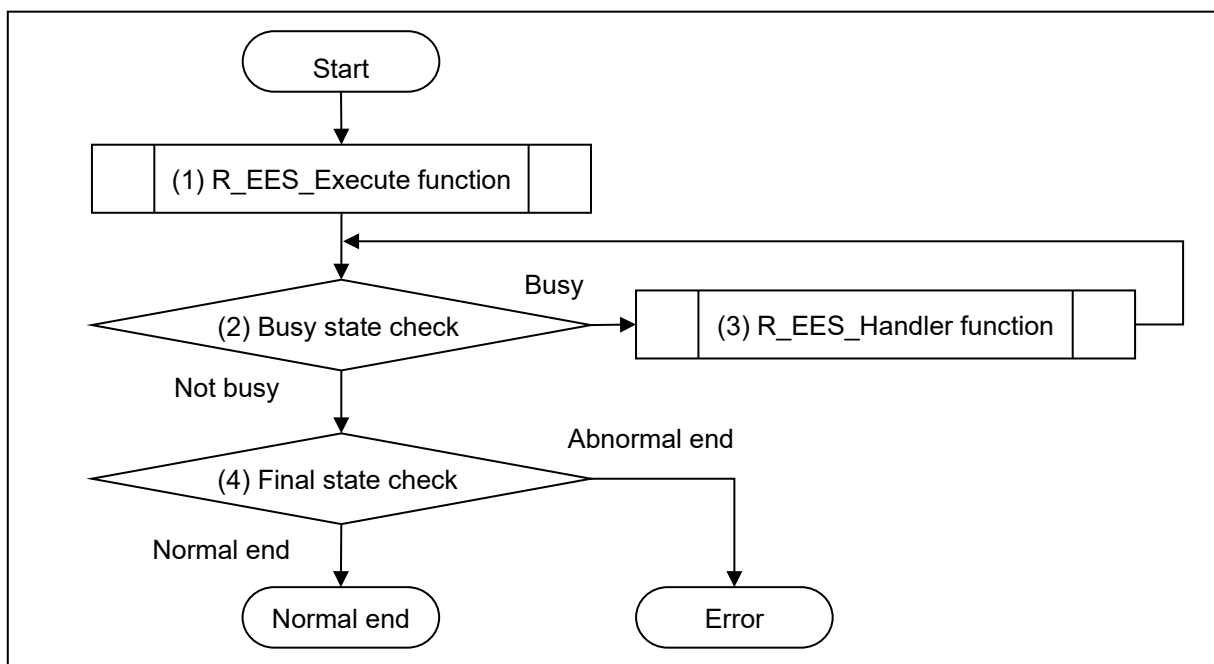 Start
(1) R_EES_Execute function
Busy
(2) Busy state check
(3) R_EES_Handler function
Not busy
Abnormal end
(4) Final state check
Normal end
Normal end
Error